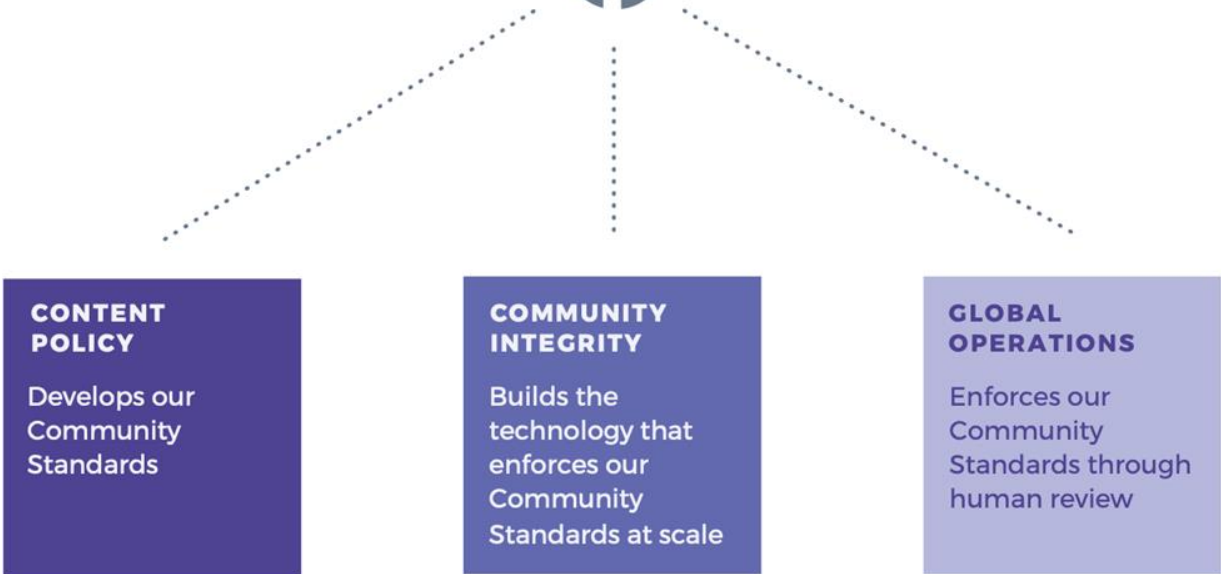 CONTENT
POLICY
Develops our
Community
Standards
COMMUNITY
INTEGRITY
Builds the
technology that
enforces our
Community
Standards at scale
GLOBAL
OPERATIONS
Enforces our
Community
Standards through
human review